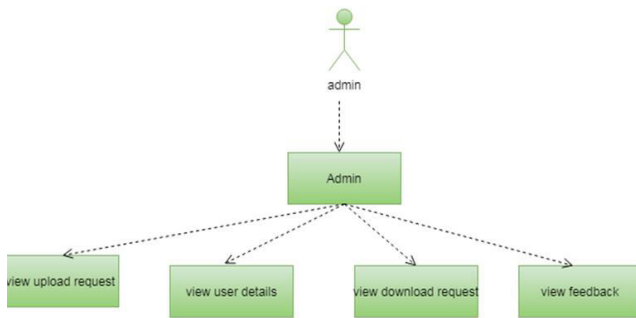 admin
Admin
view upload request
view user details
view download request
view feedback